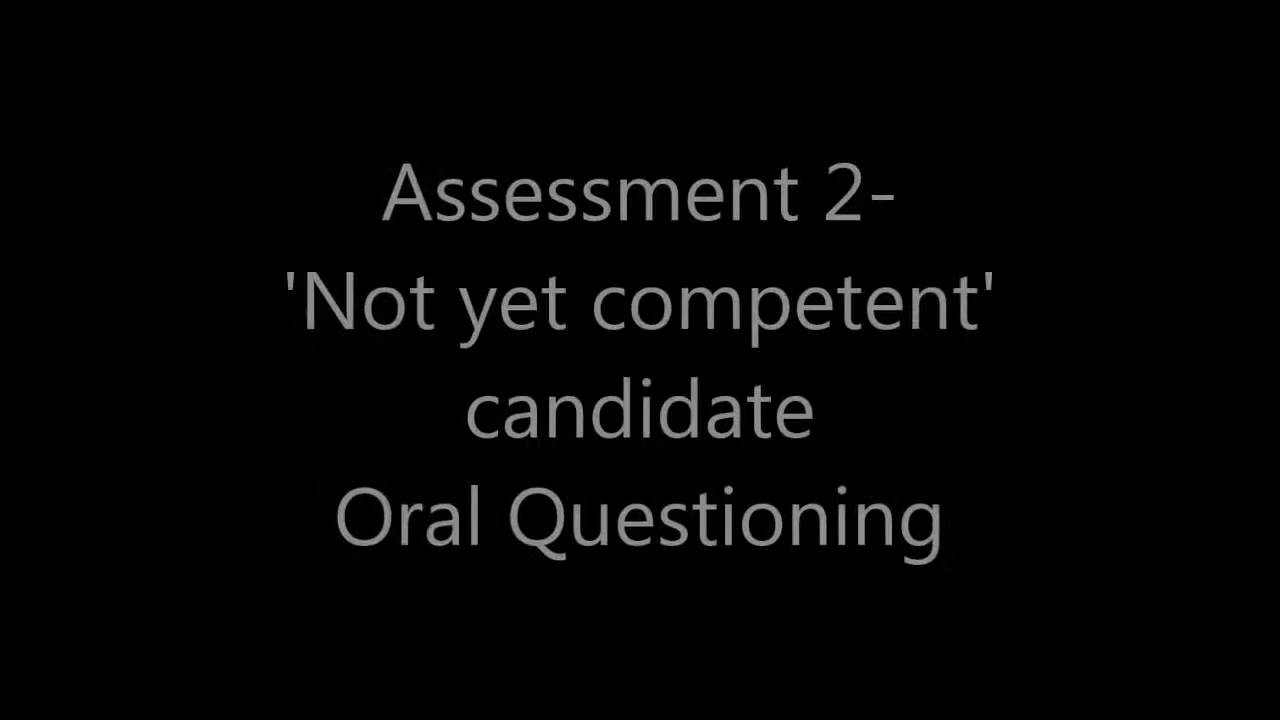 Assessment 2-
'Not yet competent'
candidate
Oral Questioning